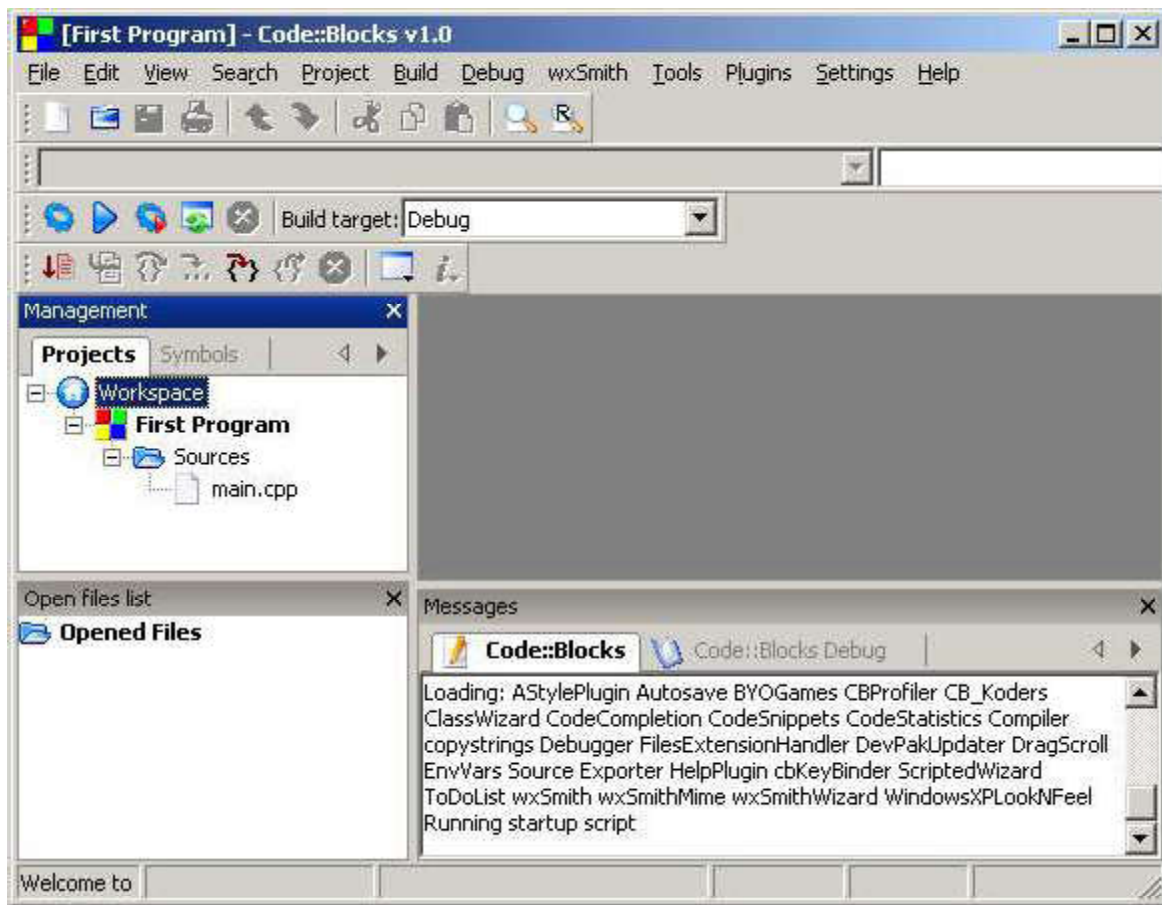 [First Program] - Code::Blocks v1.0
File Edit View Search Project Build Debug wxSmith Tools Plugins Settings Help
Build target: Debug
Management
Projects Symbols
Workspace
First Program
Sources
main.cpp
Open files list
Opened Files
Messages
Code::Blocks Code::Blocks Debug
Loading: AStylePlugin Autosave BYOGames CBProfiler CB_Koders
ClassWizard CodeCompletion CodeSnippets CodeStatistics Compiler
copystrings Debugger FilesExtensionHandler DevPakUpdater DragScroll
EnvVars Source Exporter HelpPlugin cbKeyBinder ScriptedWizard
ToDoList wxSmith wxSmithMime wxSmithWizard WindowsXPLookNFeel
Running startup script
Welcome to